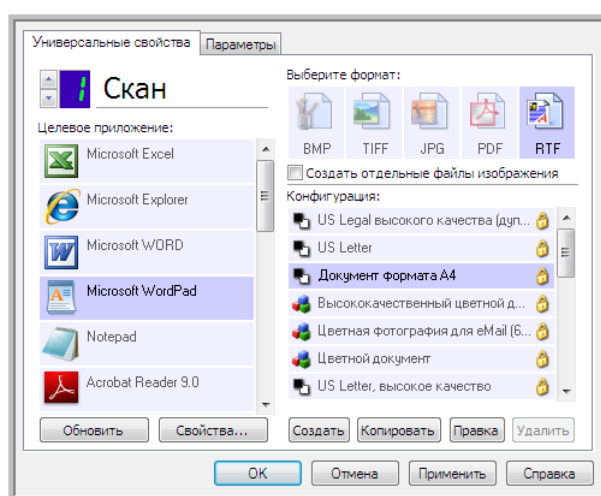 Универсальные свойства Параметры
1 Скан
Выберите формат:
BMP TIFF JPG PDF RTF
Создать отдельные файлы изображения
Целевое приложение:
Microsoft Excel
Microsoft Explorer
Microsoft WORD
Microsoft WordPad
Notepad
Acrobat Reader 9.0
Обновить Свойства...
Конфигурация:
US Legal высокого качества (дуп...
US Letter
Документ формата A4
Высококачественный цветной д...
Цветная фотография для eMail (6...
Цветной документ
US Letter, высокое качество
Создать Копировать Правка Удалить
OK Отмена Применить Справка